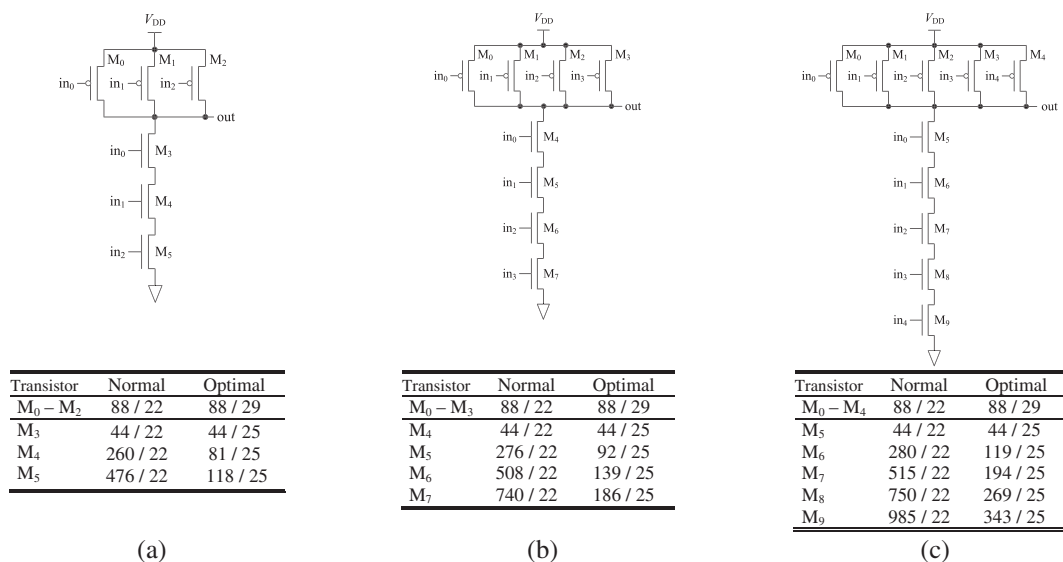 V_DD
M₀ M₁ M₂
in₀ in₁ in₂
out
in₀ M₃
in₁ M₄
in₂ M₅
Transistor Normal Optimal
M₀ – M₂ 88 / 22 88 / 29
M₃ 44 / 22 44 / 25
M₄ 260 / 22 81 / 25
M₅ 476 / 22 118 / 25
(a)
V_DD
M₀ M₁ M₂ M₃
in₀ in₁ in₂ in₃
out
in₀ M₄
in₁ M₅
in₂ M₆
in₃ M₇
Transistor Normal Optimal
M₀ – M₃ 88 / 22 88 / 29
M₄ 44 / 22 44 / 25
M₅ 276 / 22 92 / 25
M₆ 508 / 22 139 / 25
M₇ 740 / 22 186 / 25
(b)
V_DD
M₀ M₁ M₂ M₃ M₄
in₀ in₁ in₂ in₃ in₄
out
in₀ M₅
in₁ M₆
in₂ M₇
in₃ M₈
in₄ M₉
Transistor Normal Optimal
M₀ – M₄ 88 / 22 88 / 29
M₅ 44 / 22 44 / 25
M₆ 280 / 22 119 / 25
M₇ 515 / 22 194 / 25
M₈ 750 / 22 269 / 25
M₉ 985 / 22 343 / 25
(c)